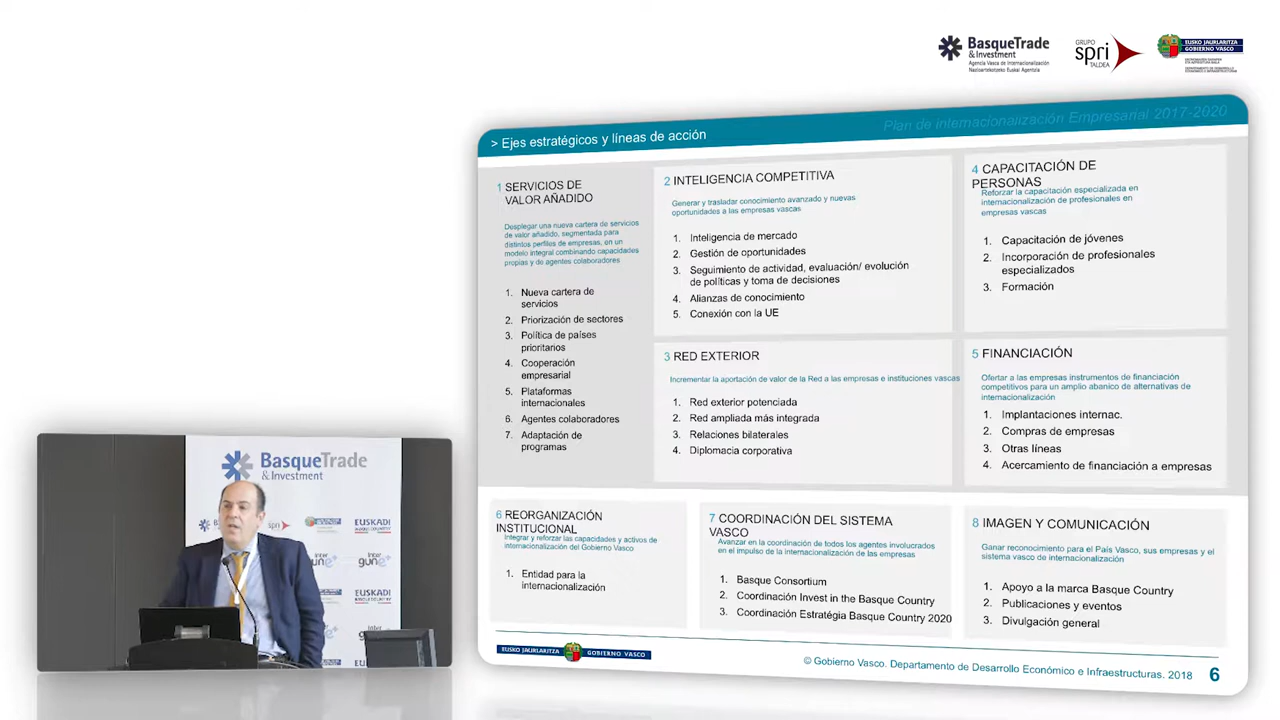 BasqueTrade
& Investment
Agencia Vasca de Internacionalización
Nazioartekotzeko Euskal Agentzia
GRUPO
spri
TALDEA
EUSKO JAURLARITZA
GOBIERNO VASCO
> Ejes estratégicos y líneas de acción
Plan de internacionalización Empresarial 2017-2020
1 SERVICIOS DE
VALOR AÑADIDO
Desplegar una nueva cartera de servicios
de valor añadido, segmentada para
distintos perfiles de empresas, en un
modelo integral combinando capacidades
propias y de agentes colaboradores
1. Nueva cartera de
servicios
2. Priorización de sectores
3. Política de países
prioritarios
4. Cooperación
empresarial
5. Plataformas
internacionales
6. Agentes colaboradores
7. Adaptación de
programas
2 INTELIGENCIA COMPETITIVA
Generar y trasladar conocimiento avanzado y nuevas
oportunidades a las empresas vascas
1. Inteligencia de mercado
2. Gestión de oportunidades
3. Seguimiento de actividad, evaluación/ evolución
de políticas y toma de decisiones
4. Alianzas de conocimiento
5. Conexión con la UE
3 RED EXTERIOR
Incrementar la aportación de valor de la Red a las empresas e instituciones vascas
1. Red exterior potenciada
2. Red ampliada más integrada
3. Relaciones bilaterales
4. Diplomacia corporativa
4 CAPACITACIÓN DE
PERSONAS
Reforzar la capacitación especializada en
internacionalización de profesionales en
empresas vascas
1. Capacitación de jóvenes
2. Incorporación de profesionales
especializados
3. Formación
5 FINANCIACIÓN
Ofertar a las empresas instrumentos de financiación
competitivos para un amplio abanico de alternativas de
internacionalización
1. Implantaciones internac.
2. Compras de empresas
3. Otras líneas
4. Acercamiento de financiación a empresas
6 REORGANIZACIÓN
INSTITUCIONAL
Integrar y reforzar las capacidades y activos de
internacionalización del Gobierno Vasco
1. Entidad para la
internacionalización
7 COORDINACIÓN DEL SISTEMA
VASCO
Avanzar en la coordinación de todos los agentes involucrados
en el impulso de la internacionalización de las empresas
1. Basque Consortium
2. Coordinación Invest in the Basque Country
3. Coordinación Estratégia Basque Country 2020
8 IMAGEN Y COMUNICACIÓN
Ganar reconocimiento para el País Vasco, sus empresas y el
sistema vasco de internacionalización
1. Apoyo a la marca Basque Country
2. Publicaciones y eventos
3. Divulgación general
EUSKO JAURLARITZA
GOBIERNO VASCO
© Gobierno Vasco. Departamento de Desarrollo Económico e Infraestructuras. 2018
6
BasqueTrade
& Investment
spri
EUSKADI
BASQUE COUNTRY
Inter
gune